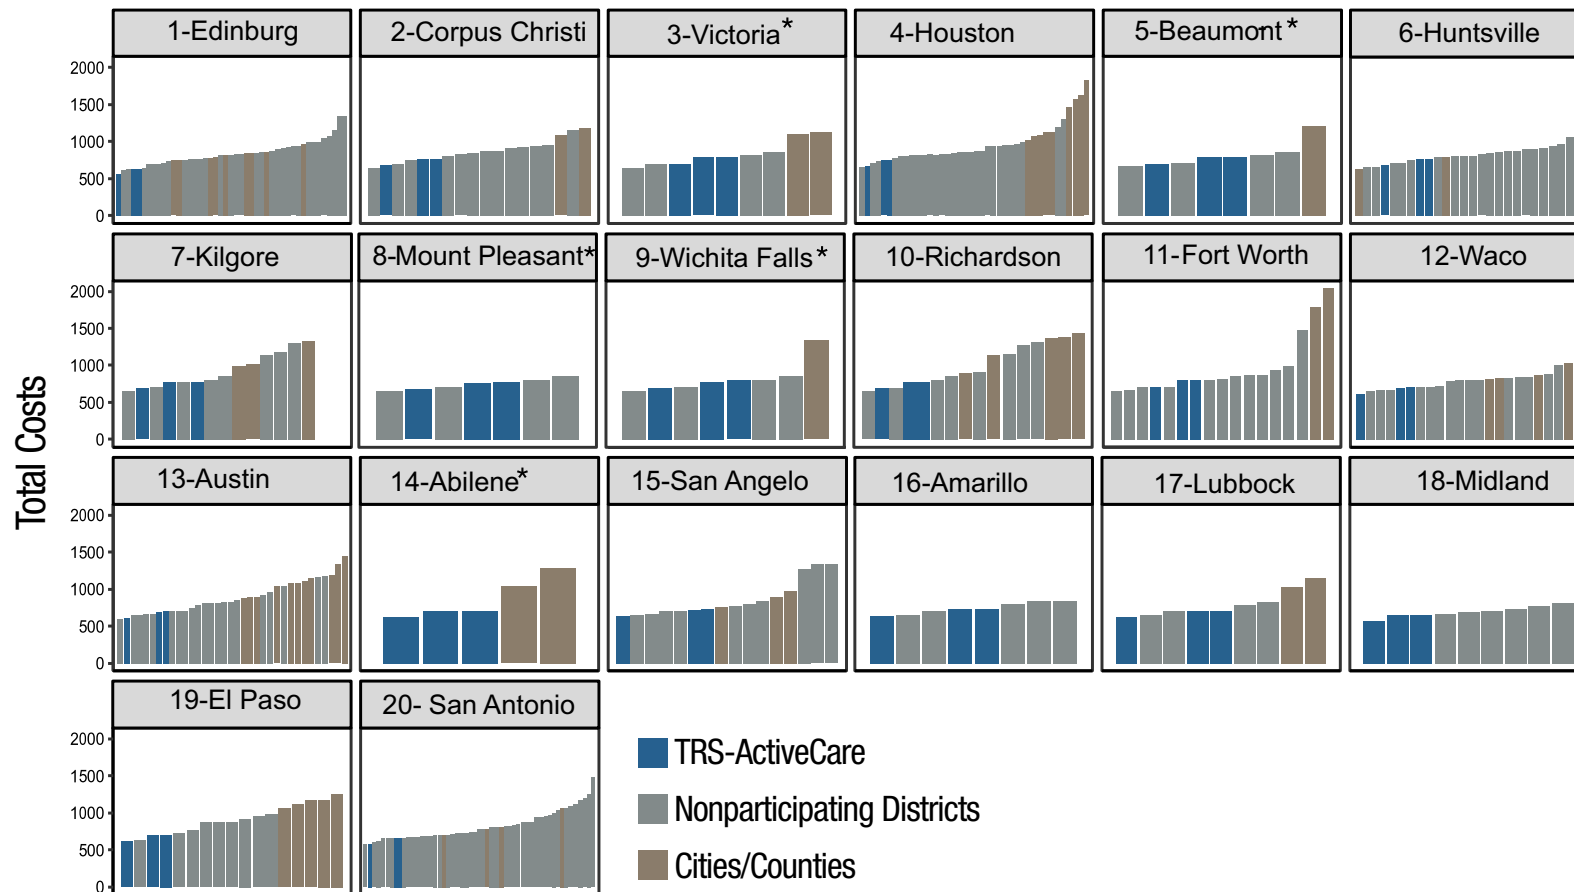 1-Edinburg
2-Corpus Christi
3-Victoria*
4-Houston
5-Beaumont*
6-Huntsville
2000
1500
1000
500
0
7-Kilgore
8-Mount Pleasant*
9-Wichita Falls*
10-Richardson
11-Fort Worth
12-Waco
2000
1500
1000
500
0
Total Costs
13-Austin
14-Abilene*
15-San Angelo
16-Amarillo
17-Lubbock
18-Midland
2000
1500
1000
500
0
19-El Paso
20- San Antonio
2000
1500
1000
500
0
TRS-ActiveCare
Nonparticipating Districts
Cities/Counties